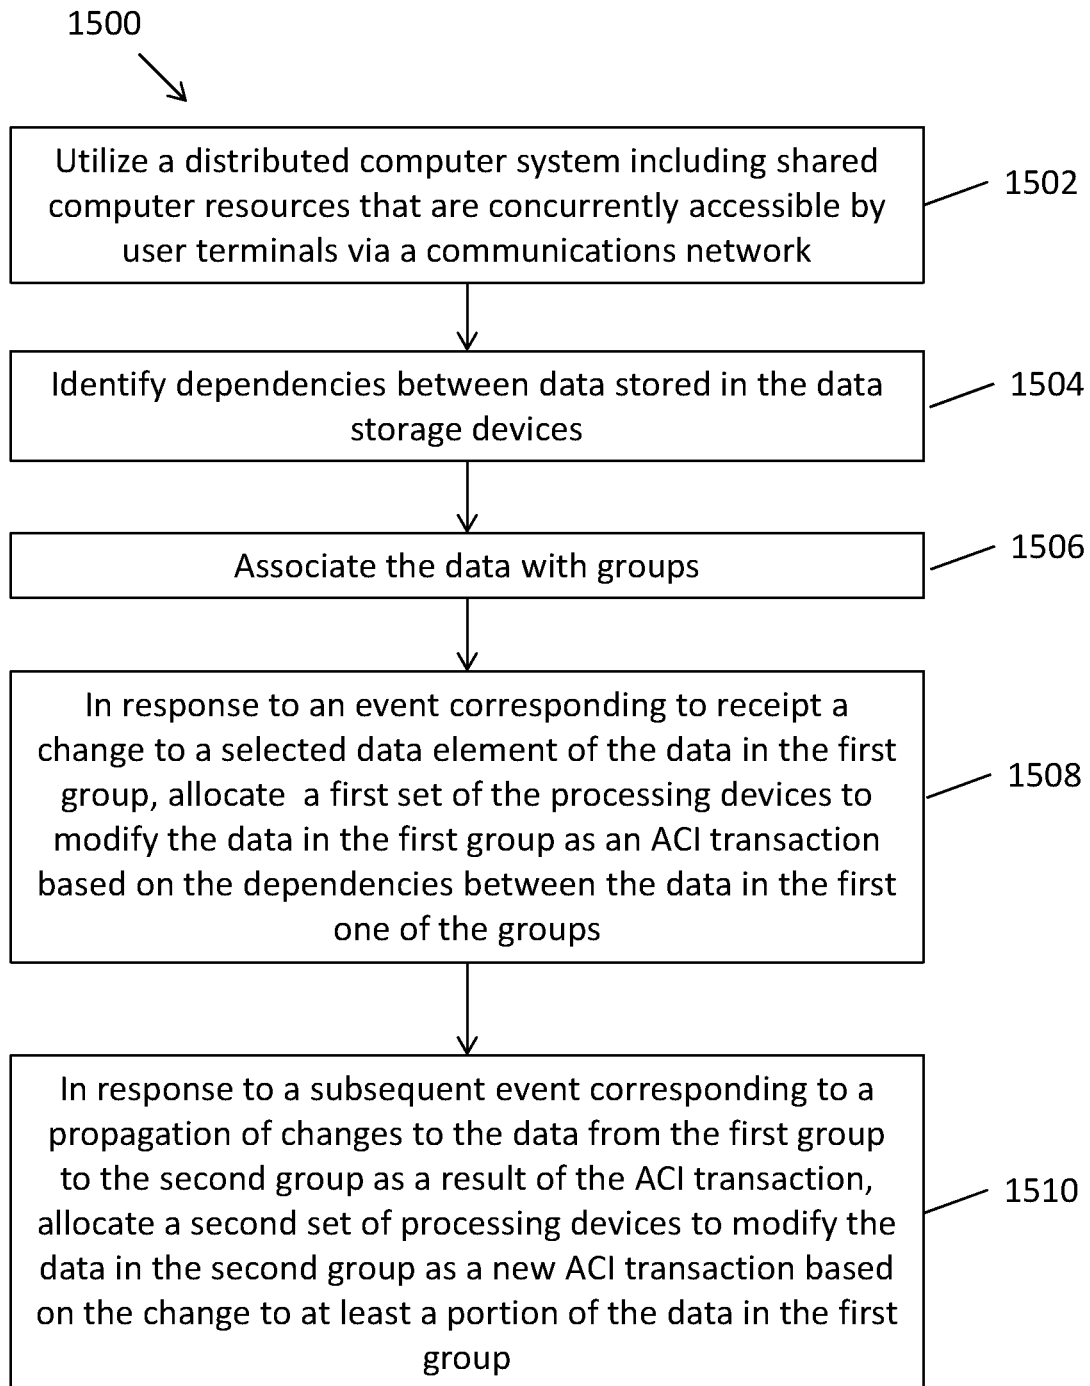 1500
Utilize a distributed computer system including shared
computer resources that are concurrently accessible by
user terminals via a communications network
1502
Identify dependencies between data stored in the data
storage devices
1504
Associate the data with groups
1506
In response to an event corresponding to receipt a
change to a selected data element of the data in the first
group, allocate  a first set of the processing devices to
modify the data in the first group as an ACI transaction
based on the dependencies between the data in the first
one of the groups
1508
In response to a subsequent event corresponding to a
propagation of changes to the data from the first group
to the second group as a result of the ACI transaction,
allocate a second set of processing devices to modify the
data in the second group as a new ACI transaction based
on the change to at least a portion of the data in the first
group
1510